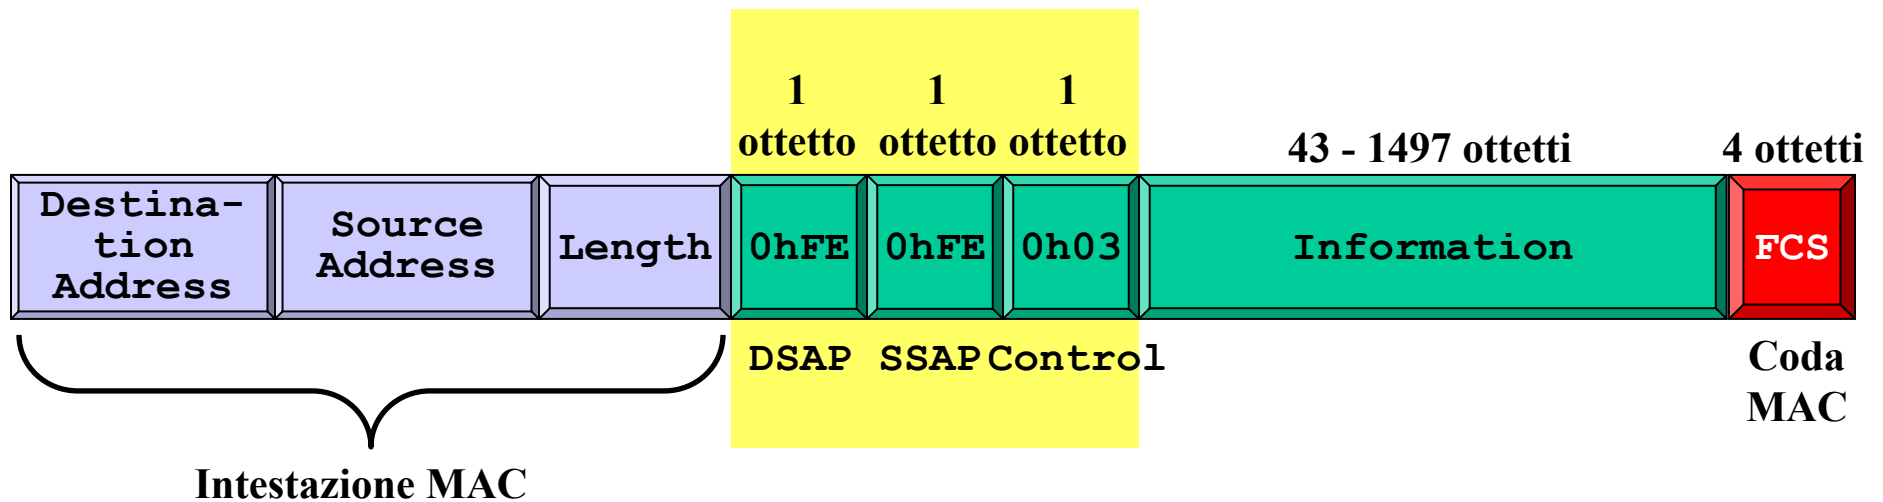 1 1 1
ottetto ottetto ottetto
43 - 1497 ottetti 4 ottetti
Destina-
tion
Address
Source
Address
Length
0hFE
0hFE
0h03
Information
FCS
DSAP SSAP Control
Coda
MAC
Intestazione MAC